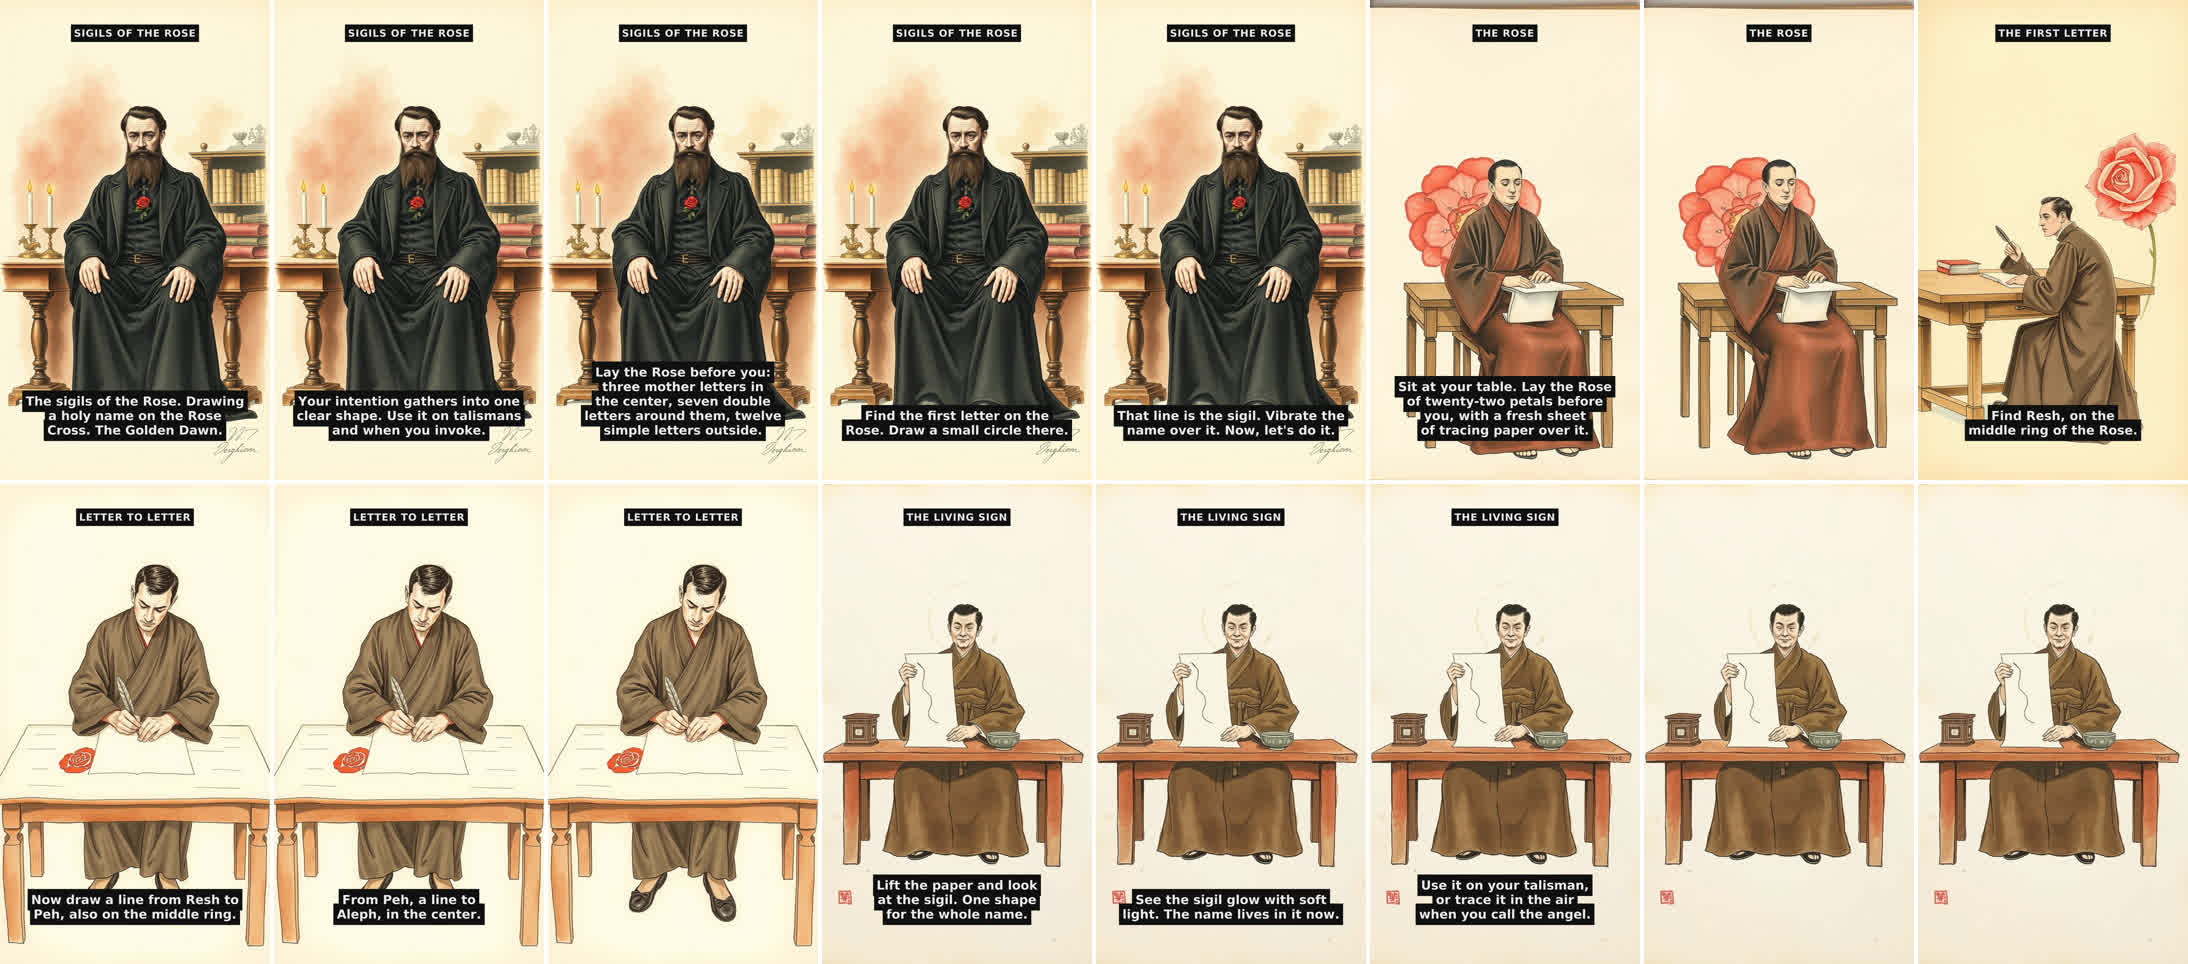 SIGILS OF THE ROSE
The sigils of the Rose. Drawing
a holy name on the Rose
Cross. The Golden Dawn.
SIGILS OF THE ROSE
Your intention gathers into one
clear shape. Use it on talismans
and when you invoke.
SIGILS OF THE ROSE
Lay the Rose before you:
three mother letters in
the center, seven double
letters around them, twelve
simple letters outside.
SIGILS OF THE ROSE
Find the first letter on the
Rose. Draw a small circle there.
SIGILS OF THE ROSE
That line is the sigil. Vibrate the
name over it. Now, let's do it.
THE ROSE
Sit at your table. Lay the Rose
of twenty-two petals before
you, with a fresh sheet
of tracing paper over it.
THE ROSE
THE FIRST LETTER
Find Resh, on the
middle ring of the Rose.
LETTER TO LETTER
Now draw a line from Resh to
Peh, also on the middle ring.
LETTER TO LETTER
From Peh, a line to
Aleph, in the center.
LETTER TO LETTER
THE LIVING SIGN
Lift the paper and look
at the sigil. One shape
for the whole name.
THE LIVING SIGN
See the sigil glow with soft
light. The name lives in it now.
THE LIVING SIGN
Use it on your talisman,
or trace it in the air
when you call the angel.